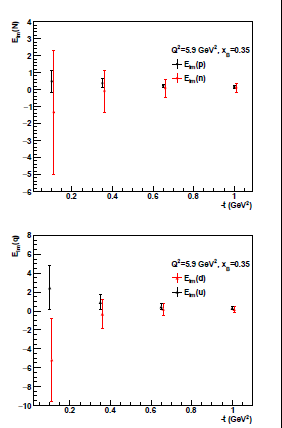 E_Im(N)
4
3
2
1
0
−1
−2
−3
−4
−5
−6
Q²=5.9 GeV², x_B=0.35
E_Im(p)
E_Im(n)
0.2 0.4 0.6 0.8 1
-t (GeV²)
E_Im(q)
8
6
4
2
0
−2
−4
−6
−8
−10
Q²=5.9 GeV², x_B=0.35
E_Im(d)
E_Im(u)
0.2 0.4 0.6 0.8 1
-t (GeV²)